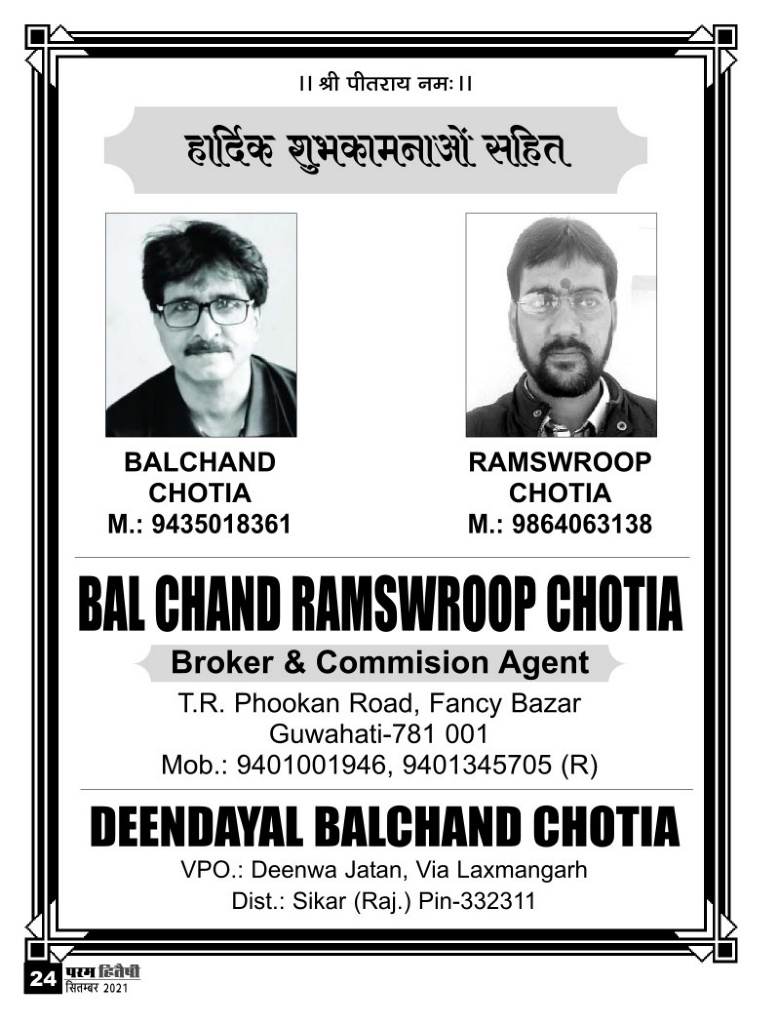 ।। श्री पीतराय नमः ।।
हार्दिक शुभकामनाओं सहित
BALCHAND
CHOTIA
M.: 9435018361
RAMSWROOP
CHOTIA
M.: 9864063138
BAL CHAND RAMSWROOP CHOTIA
Broker & Commision Agent
T.R. Phookan Road, Fancy Bazar
Guwahati-781 001
Mob.: 9401001946, 9401345705 (R)
DEENDAYAL BALCHAND CHOTIA
VPO.: Deenwa Jatan, Via Laxmangarh
Dist.: Sikar (Raj.) Pin-332311
24 परम हितैषी
सितम्बर 2021